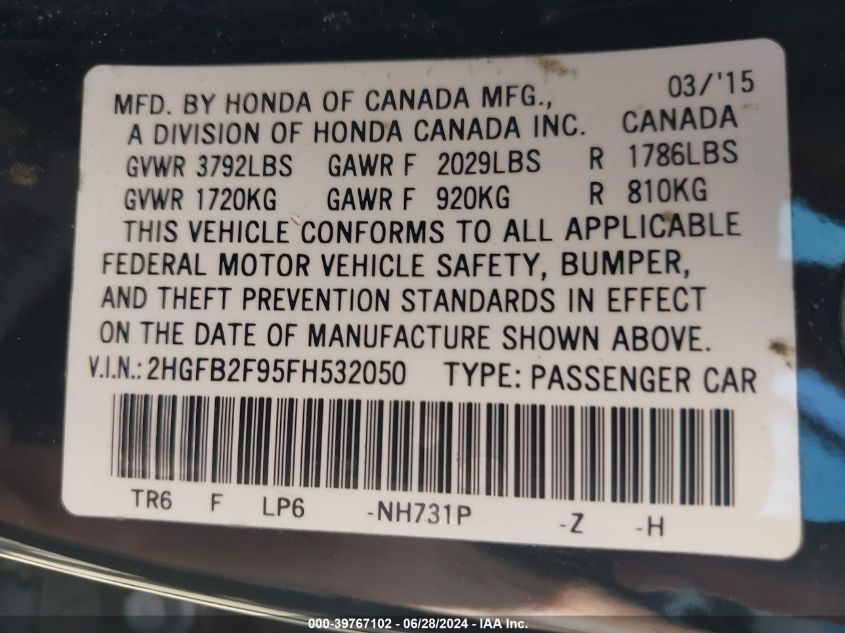 03/'15
MFD. BY HONDA OF CANADA MFG.,
A DIVISION OF HONDA CANADA INC. CANADA
GVWR 3792LBS GAWR F 2029LBS R 1786LBS
GVWR 1720KG GAWR F 920KG R 810KG
THIS VEHICLE CONFORMS TO ALL APPLICABLE
FEDERAL MOTOR VEHICLE SAFETY, BUMPER,
AND THEFT PREVENTION STANDARDS IN EFFECT
ON THE DATE OF MANUFACTURE SHOWN ABOVE.
V.I.N.: 2HGFB2F95FH532050 TYPE: PASSENGER CAR
TR6 F LP6 -NH731P -Z -H
000-39767102 - 06/28/2024 - IAA Inc.